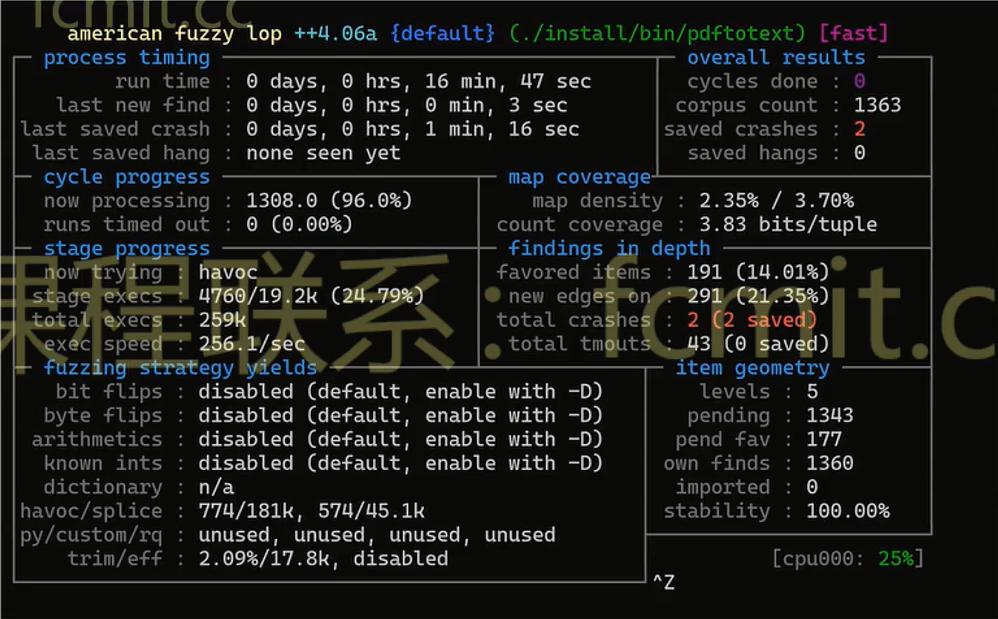 fcmit.cc
american fuzzy lop ++4.06a {default} (./install/bin/pdftotext) [fast]
process timing
overall results
run time : 0 days, 0 hrs, 16 min, 47 sec
cycles done : 0
last new find : 0 days, 0 hrs, 0 min, 3 sec
corpus count : 1363
last saved crash : 0 days, 0 hrs, 1 min, 16 sec
saved crashes : 2
last saved hang : none seen yet
saved hangs : 0
cycle progress
map coverage
now processing : 1308.0 (96.0%)
map density : 2.35% / 3.70%
runs timed out : 0 (0.00%)
count coverage : 3.83 bits/tuple
stage progress
findings in depth
now trying : havoc
favored items : 191 (14.01%)
stage execs : 4760/19.2k (24.79%)
new edges on : 291 (21.35%)
total execs : 259k
total crashes : 2 (2 saved)
exec speed : 256.1/sec
total tmouts : 43 (0 saved)
课程联系：fcmit.c
fuzzing strategy yields
item geometry
bit flips : disabled (default, enable with -D)
levels : 5
byte flips : disabled (default, enable with -D)
pending : 1343
arithmetics : disabled (default, enable with -D)
pend fav : 177
known ints : disabled (default, enable with -D)
own finds : 1360
dictionary : n/a
imported : 0
havoc/splice : 774/181k, 574/45.1k
stability : 100.00%
py/custom/rq : unused, unused, unused, unused
trim/eff : 2.09%/17.8k, disabled
[cpu000: 25%]
^Z